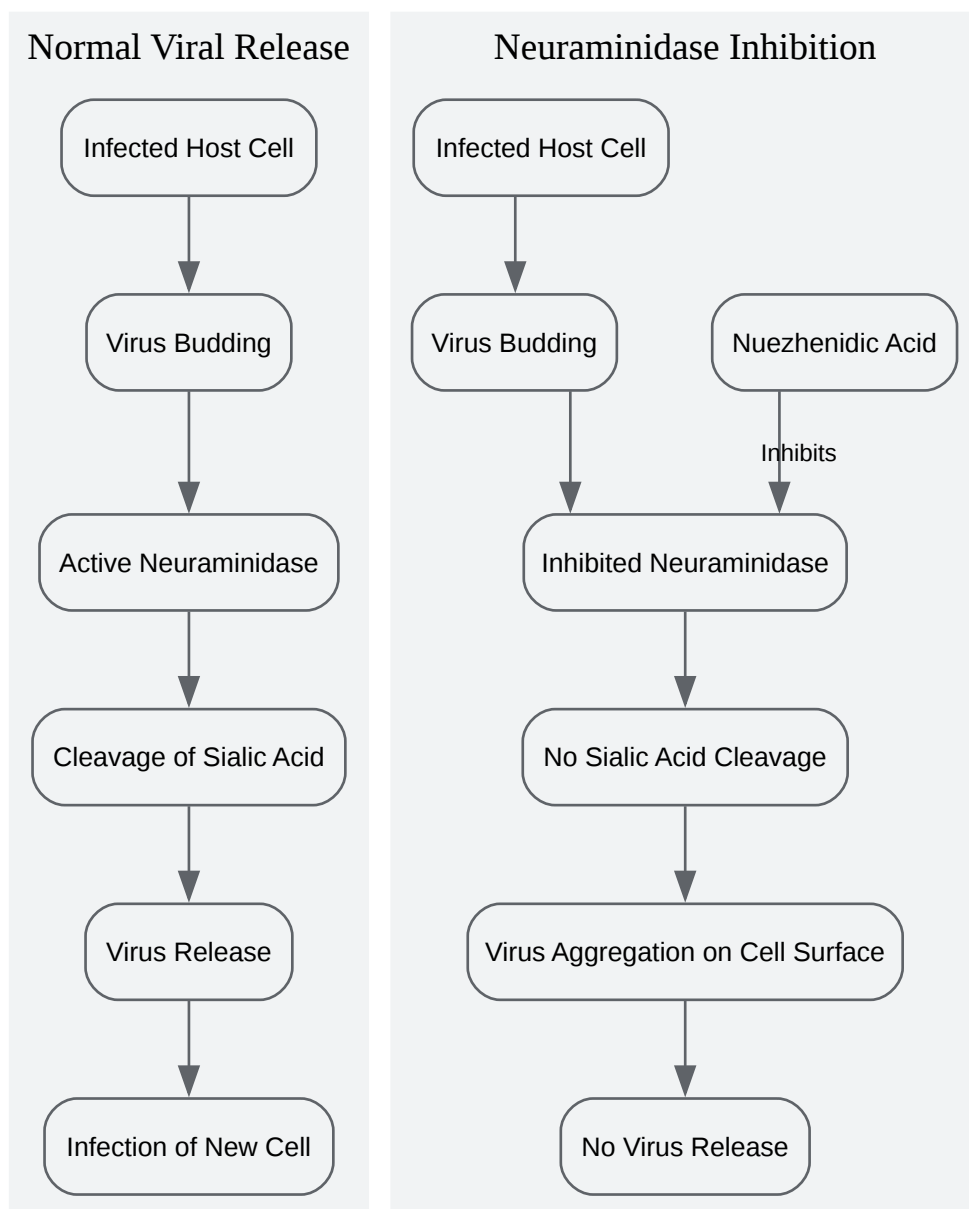 Normal Viral Release
Infected Host Cell
Virus Budding
Active Neuraminidase
Cleavage of Sialic Acid
Virus Release
Infection of New Cell
Neuraminidase Inhibition
Infected Host Cell
Virus Budding
Nuezhenidic Acid
Inhibits
Inhibited Neuraminidase
No Sialic Acid Cleavage
Virus Aggregation on Cell Surface
No Virus Release